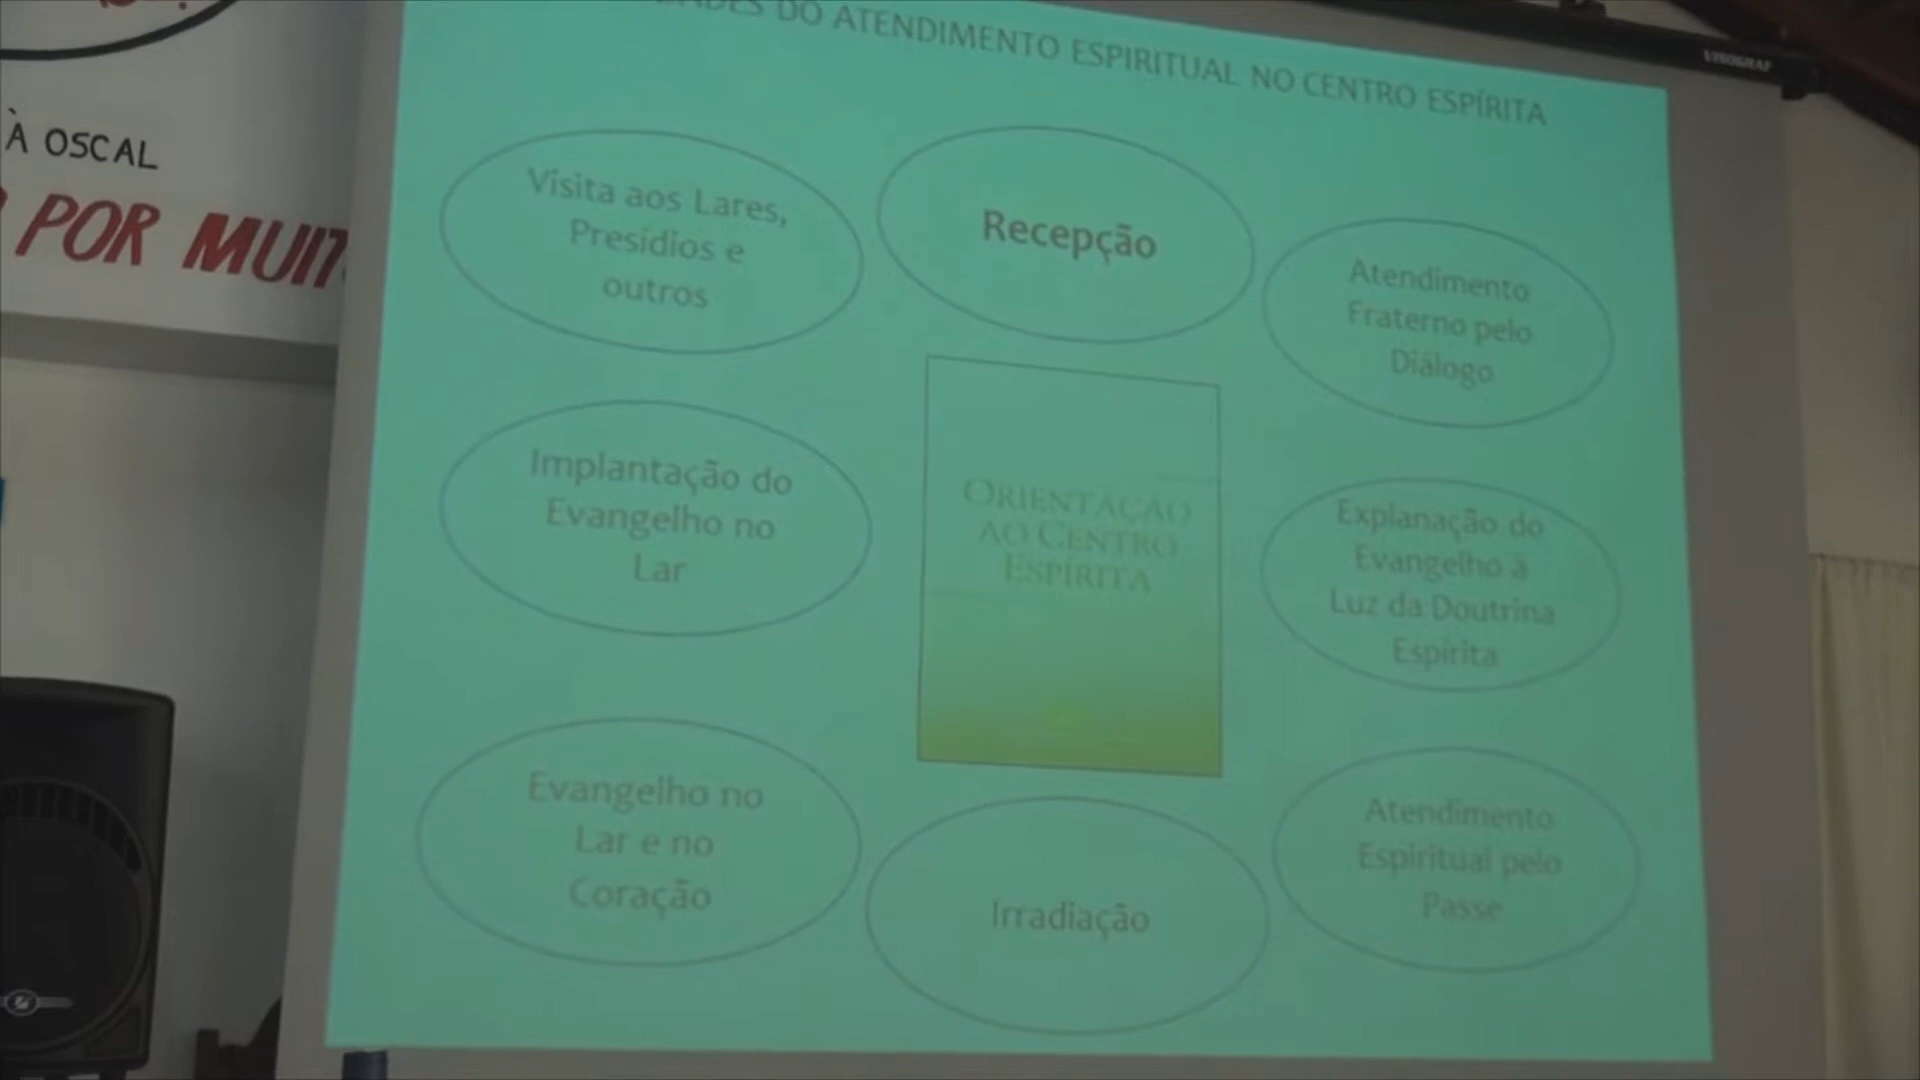 DO ATENDIMENTO ESPIRITUAL NO CENTRO ESPÍRITA
VISOGRAF
À OSCAL
POR MUIT
Visita aos Lares,
Presídios e
outros
Recepção
Atendimento
Fraterno pelo
Diálogo
Implantação do
Evangelho no
Lar
ORIENTAÇÃO
AO CENTRO
ESPÍRITA
Explanação do
Evangelho à
Luz da Doutrina
Espírita
Evangelho no
Lar e no
Coração
Irradiação
Atendimento
Espiritual pelo
Passe